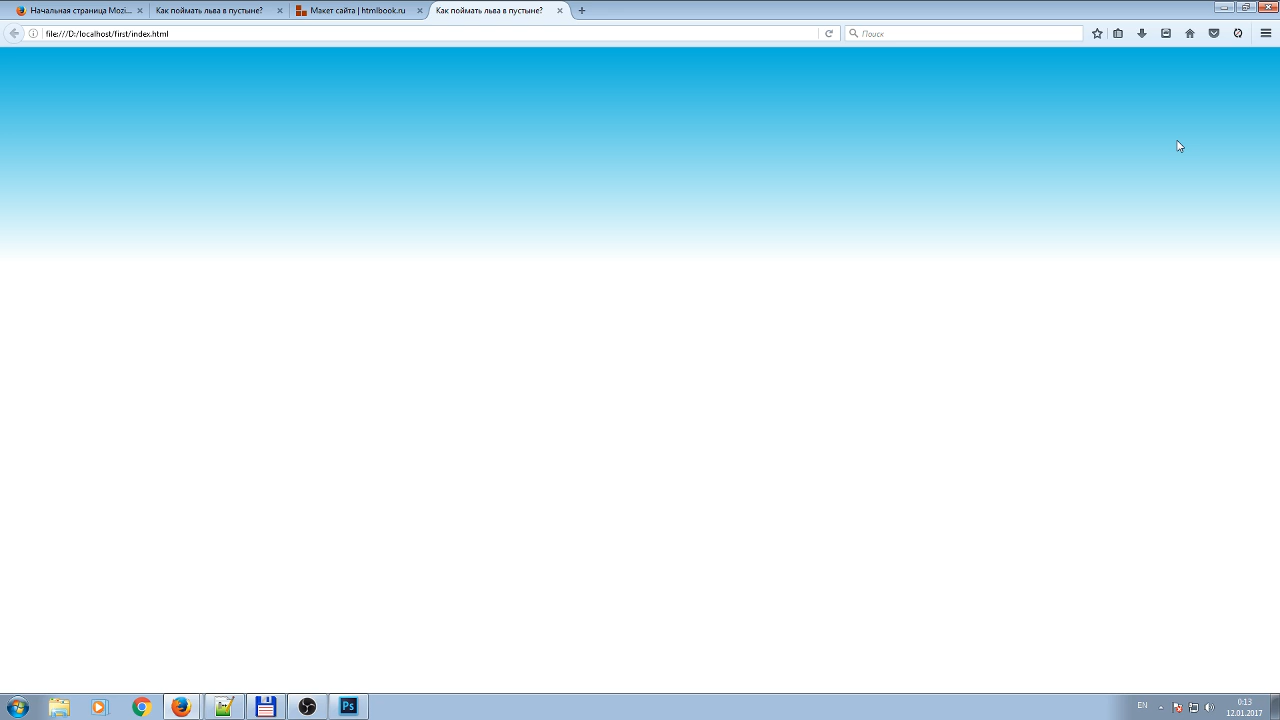 Начальная страница Mozi...
Как поймать льва в пустыне?
Макет сайта | htmlbook.ru
Как поймать льва в пустыне?
file:///D:/localhost/first/index.html
Поиск
Ps
EN
0:13
12.01.2017